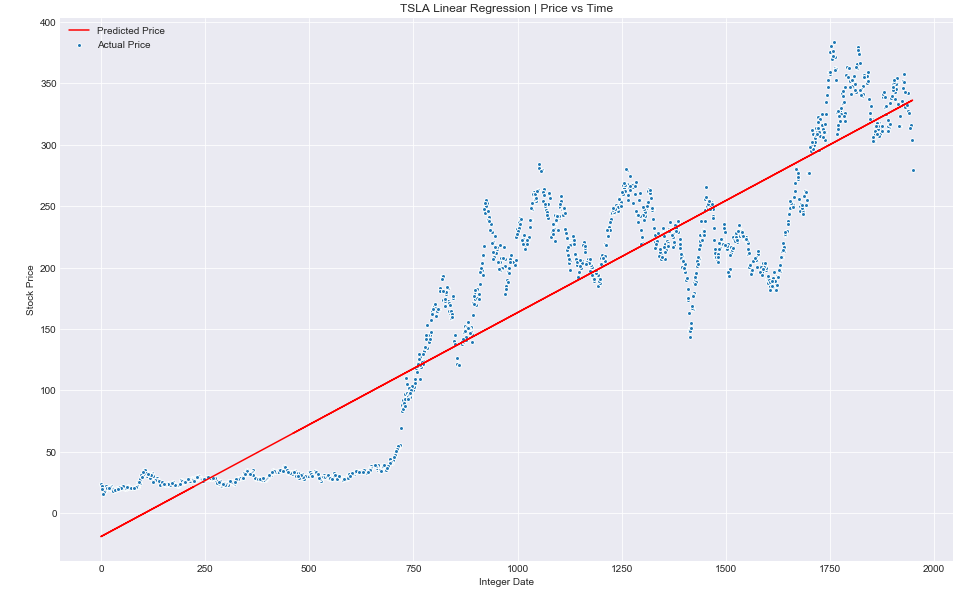 TSLA Linear Regression | Price vs Time
Predicted Price
Actual Price
400
350
300
250
200
150
100
50
0
Stock Price
0 250 500 750 1000 1250 1500 1750 2000
Integer Date